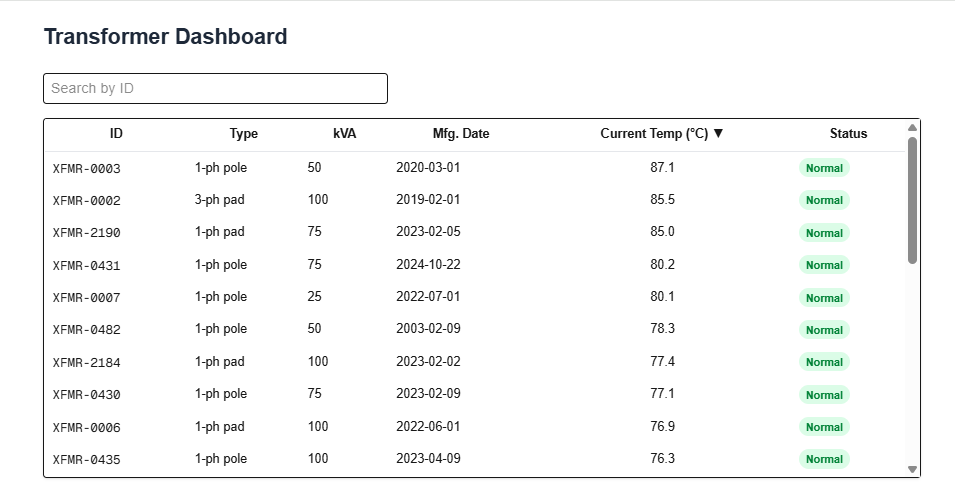 Transformer Dashboard
Search by ID
ID Type kVA Mfg. Date Current Temp (°C) ▼ Status
XFMR-0003 1-ph pole 50 2020-03-01 87.1 Normal
XFMR-0002 3-ph pad 100 2019-02-01 85.5 Normal
XFMR-2190 1-ph pad 75 2023-02-05 85.0 Normal
XFMR-0431 1-ph pole 75 2024-10-22 80.2 Normal
XFMR-0007 1-ph pole 25 2022-07-01 80.1 Normal
XFMR-0482 1-ph pole 50 2003-02-09 78.3 Normal
XFMR-2184 1-ph pad 100 2023-02-02 77.4 Normal
XFMR-0430 1-ph pole 75 2023-02-09 77.1 Normal
XFMR-0006 1-ph pad 100 2022-06-01 76.9 Normal
XFMR-0435 1-ph pole 100 2023-04-09 76.3 Normal